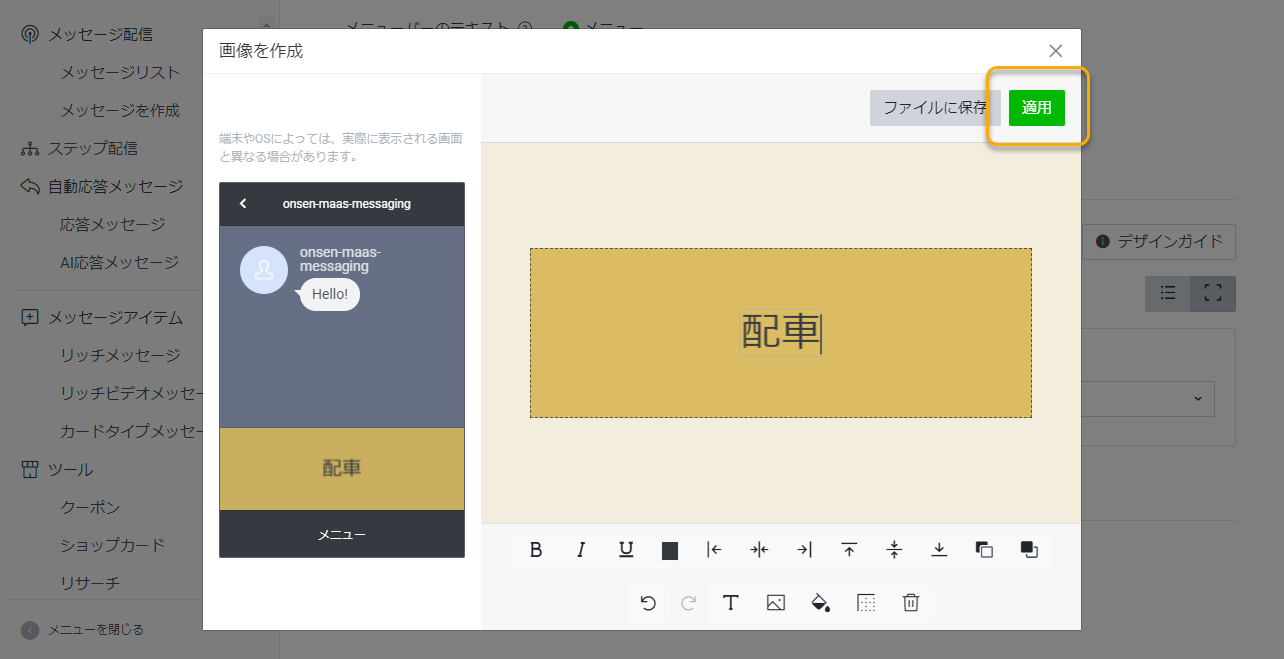 メッセージ配信
メッセージリスト
メッセージを作成
ステップ配信
自動応答メッセージ
応答メッセージ
AI応答メッセージ
メッセージアイテム
リッチメッセージ
リッチビデオメッセー
カードタイプメッセー
ツール
クーポン
ショップカード
リサーチ
メニューを閉じる
メニューバーのテキスト
メニュー
画像を作成
端末やOSによっては、実際に表示される画面
と異なる場合があります。
onsen-maas-messaging
onsen-maas-
messaging
Hello!
配車
メニュー
ファイルに保存
適用
配車
B I U
T
デザインガイド